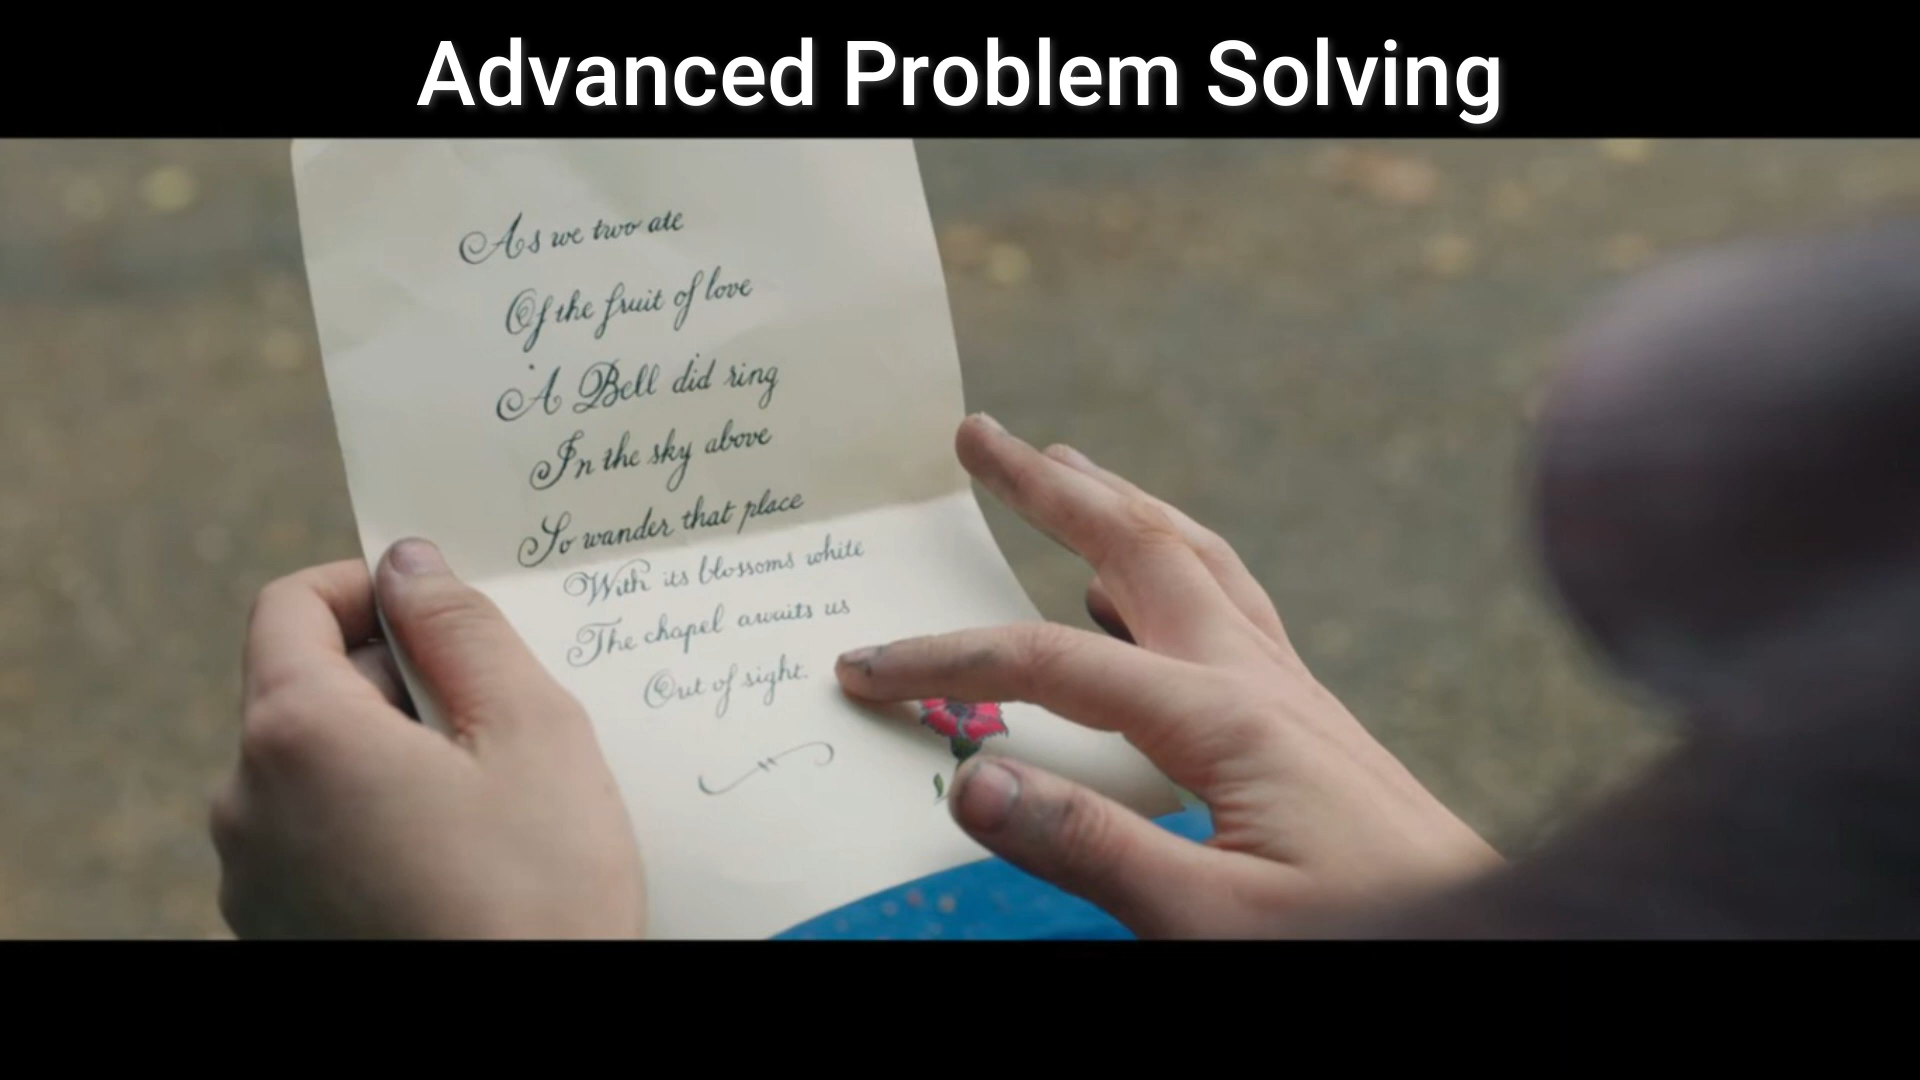 Advanced Problem Solving
As we two ate
Of the fruit of love
A Bell did ring
In the sky above
So wander that place
With its blossoms white
The chapel awaits us
Out of sight.